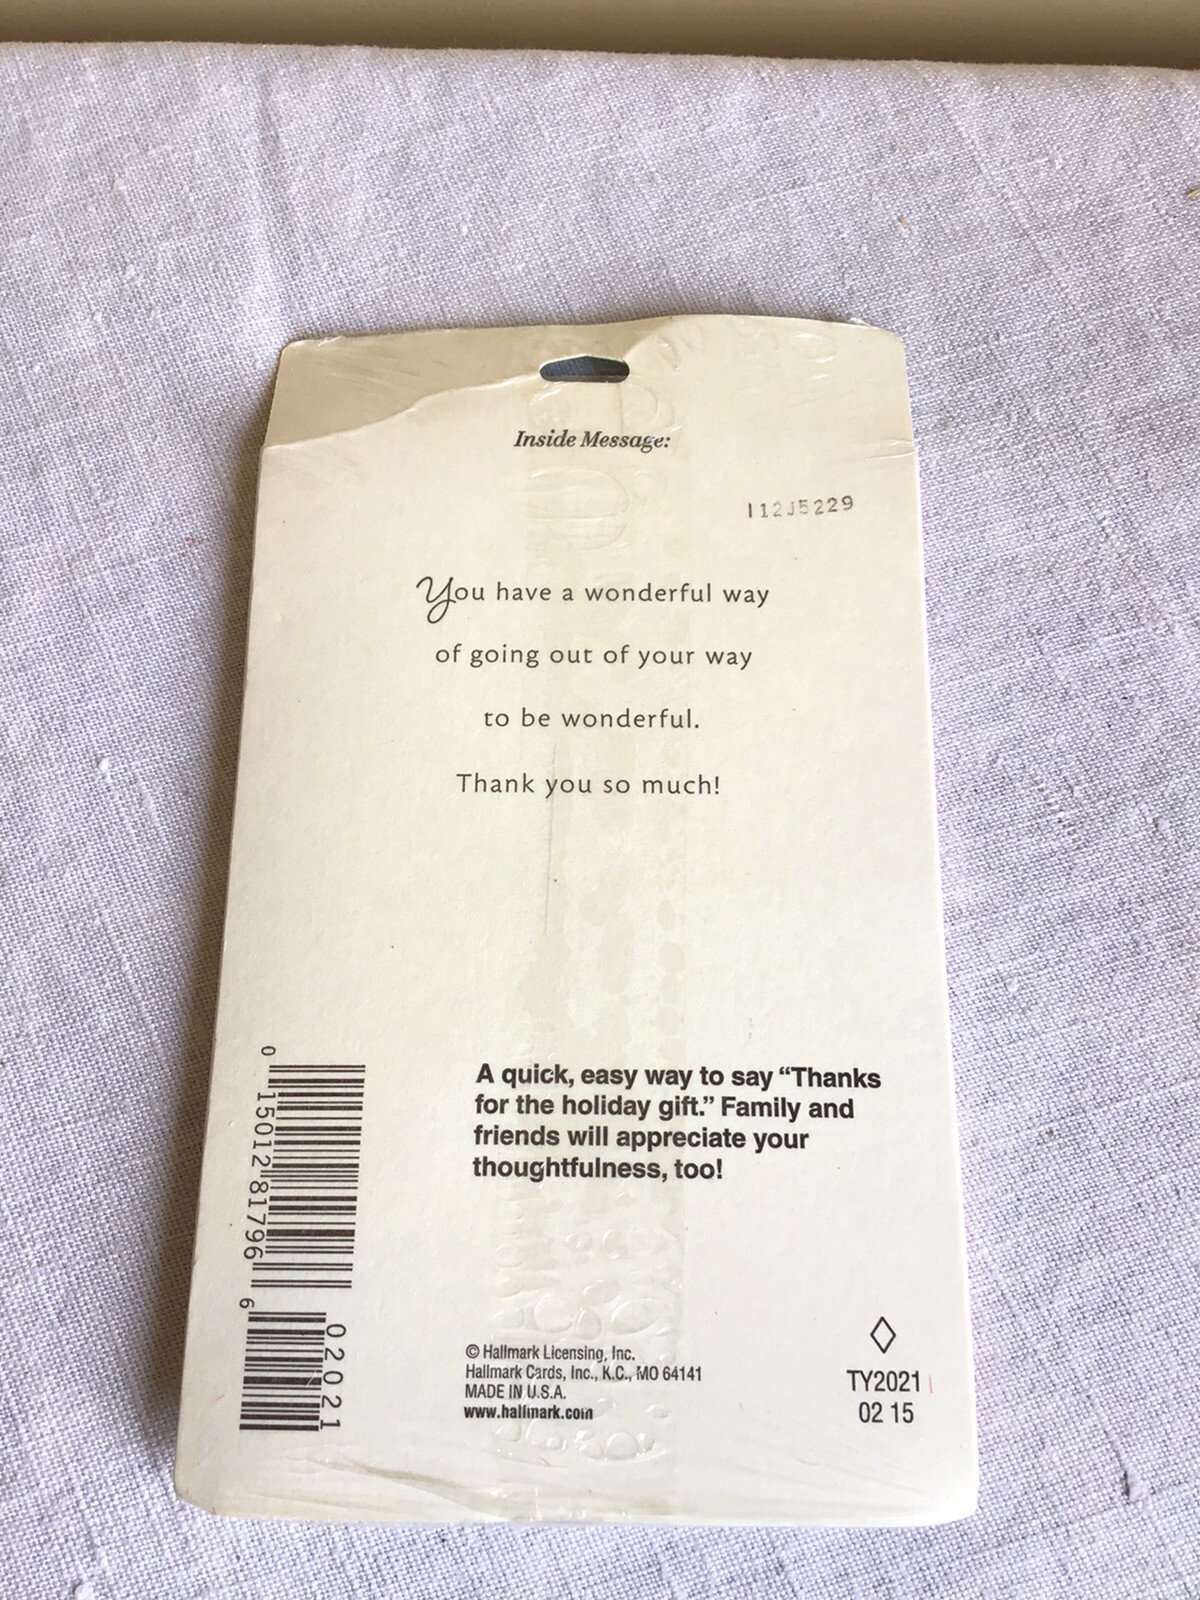 Inside Message:
I12J5229
You have a wonderful way
of going out of your way
to be wonderful.
Thank you so much!
A quick, easy way to say “Thanks
for the holiday gift.” Family and
friends will appreciate your
thoughtfulness, too!
0 15012 81796 6
02021
© Hallmark Licensing, Inc.
Hallmark Cards, Inc., K.C., MO 64141
MADE IN U.S.A.
www.hallmark.com
TY2021
02 15